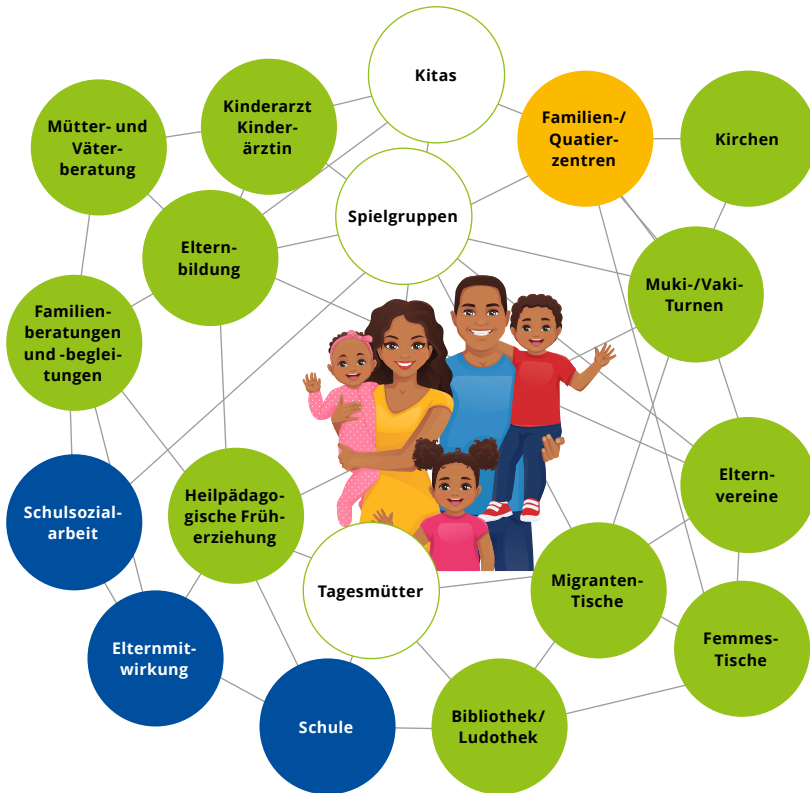 Kitas
Kinderarzt
Kinder-
ärztin
Mütter- und
Väter-
beratung
Familien-/
Quatier-
zentren
Kirchen
Spielgruppen
Eltern-
bildung
Muki-/Vaki-
Turnen
Familien-
beratungen
und -beglei-
tungen
Eltern-
vereine
Schulsozial-
arbeit
Heilpädago-
gische Früh-
erziehung
Tagesmütter
Migranten-
Tische
Femmes-
Tische
Elternmit-
wirkung
Schule
Bibliothek/
Ludothek